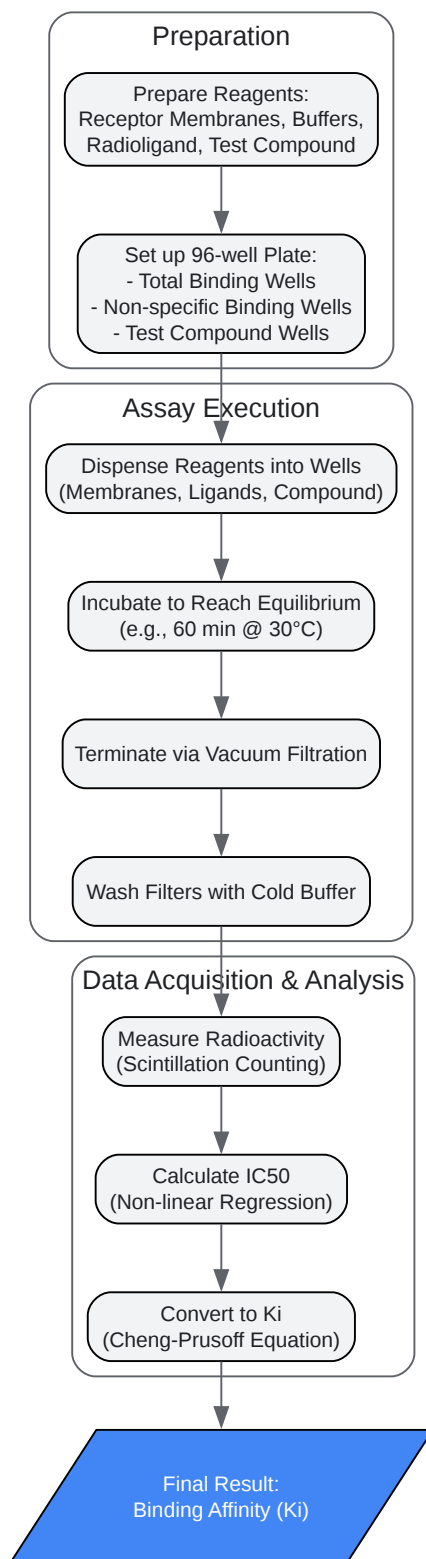 Preparation
Prepare Reagents:
Receptor Membranes, Buffers,
Radioligand, Test Compound
Set up 96-well Plate:
- Total Binding Wells
- Non-specific Binding Wells
- Test Compound Wells
Assay Execution
Dispense Reagents into Wells
(Membranes, Ligands, Compound)
Incubate to Reach Equilibrium
(e.g., 60 min @ 30°C)
Terminate via Vacuum Filtration
Wash Filters with Cold Buffer
Data Acquisition & Analysis
Measure Radioactivity
(Scintillation Counting)
Calculate IC50
(Non-linear Regression)
Convert to Ki
(Cheng-Prusoff Equation)
Final Result:
Binding Affinity (Ki)